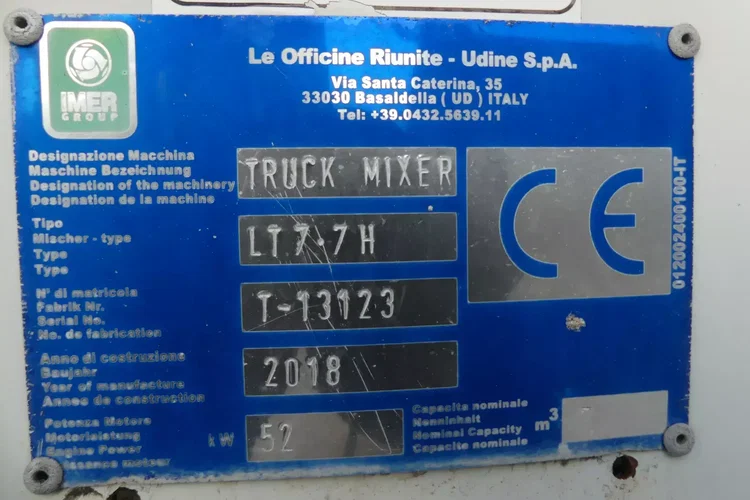 IMER
GROUP
Le Officine Riunite - Udine S.p.A.
Via Santa Caterina, 35
33030 Basaldella ( UD ) ITALY
Tel: +39.0432.5639.11
Designazione Macchina
Maschine Bezeichnung
Designation of the machinery
Designation de la machine
TRUCK MIXER
Tipo
Mischer - type
Type
Type
LT7.7H
N° di matricola
Fabrik Nr.
Serial No.
No. de fabrication
T-13123
Anno di costruzione
Baujahr
Year of manufacture
Annee de construction
2018
Potenza Motore
Motorleistung
Engine Power
Puissance moteur
kW
52
Capacita nominale
Nenninhalt
Nominal Capacity
Capacite nominale
m3
CE
012002400100-IT